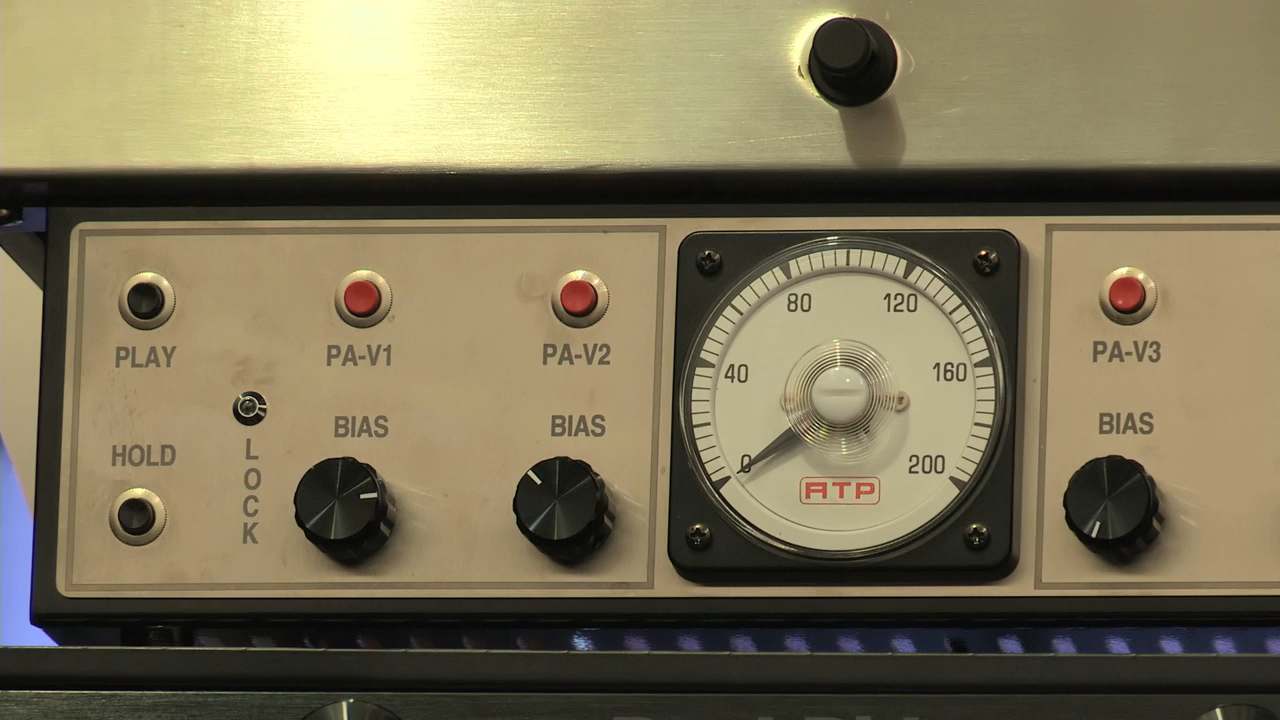 PLAY
PA-V1
PA-V2
PA-V3
HOLD
LOCK
BIAS
BIAS
BIAS
0
40
80
120
160
200
ATP